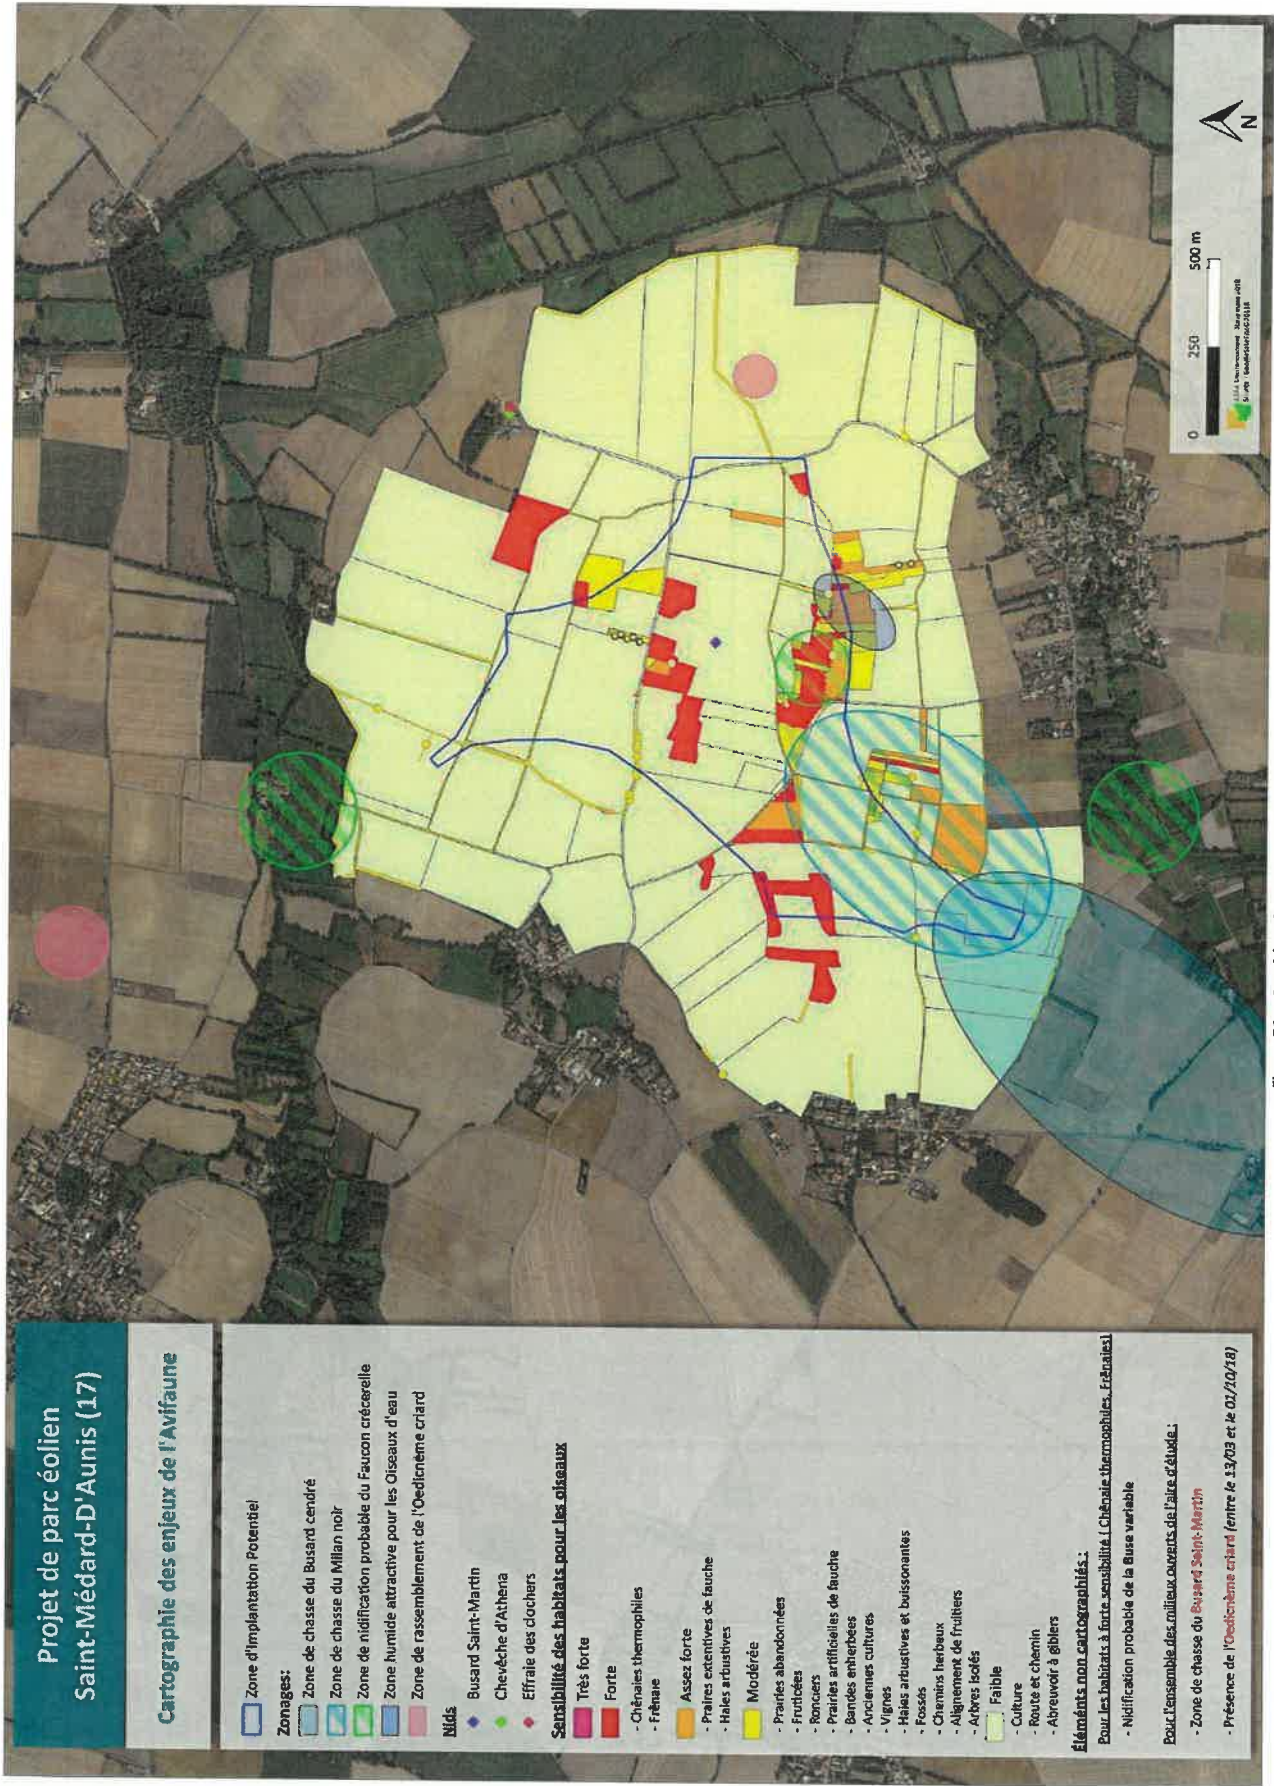 Projet de parc éolien
Saint-Médard-D'Aunis (17)
Cartographie des enjeux de l'Avifaune
Zone d'Implantation Potentiel
Zonages:
Zone de chasse du Busard cendré
Zone de chasse du Milan noir
Zone de nidification probable du Faucon crécerelle
Zone humide attractive pour les Oiseaux d'eau
Zone de rassemblement de l'Oedicnème criard
Nids
Busard Saint-Martin
Chevêche d'Athena
Effraie des clochers
Sensibilité des habitats pour les oiseaux
Très forte
Forte
- Chênaies thermophiles
- Frênaie
Assez forte
- Praires extentives de fauche
- Haies arbustives
Modérée
- Prairies abandonnées
- Fruticées
- Ronciers
- Prairies artificielles de fauche
- Bandes enherbées
- Anciennes cultures
- Vignes
- Haies arbustives et buissonantes
- Fossés
- Chemins herbeux
- Alignement de fruitiers
- Arbres isolés
Faible
- Culture
- Route et chemin
- Abreuvoir à gibiers
Éléments non cartographiés :
Pour les habitats à forte sensibilité ( Chênaie thermophiles, Frênaies)
- Nidification probable de la Buse variable
Pour l'ensemble des milieux ouverts de l'aire d'étude :
- Zone de chasse du Busard Saint-Martin
- Présence de l'Oedicnème criard (entre le 13/03 et le 01/10/18)
0 250 500 m
N